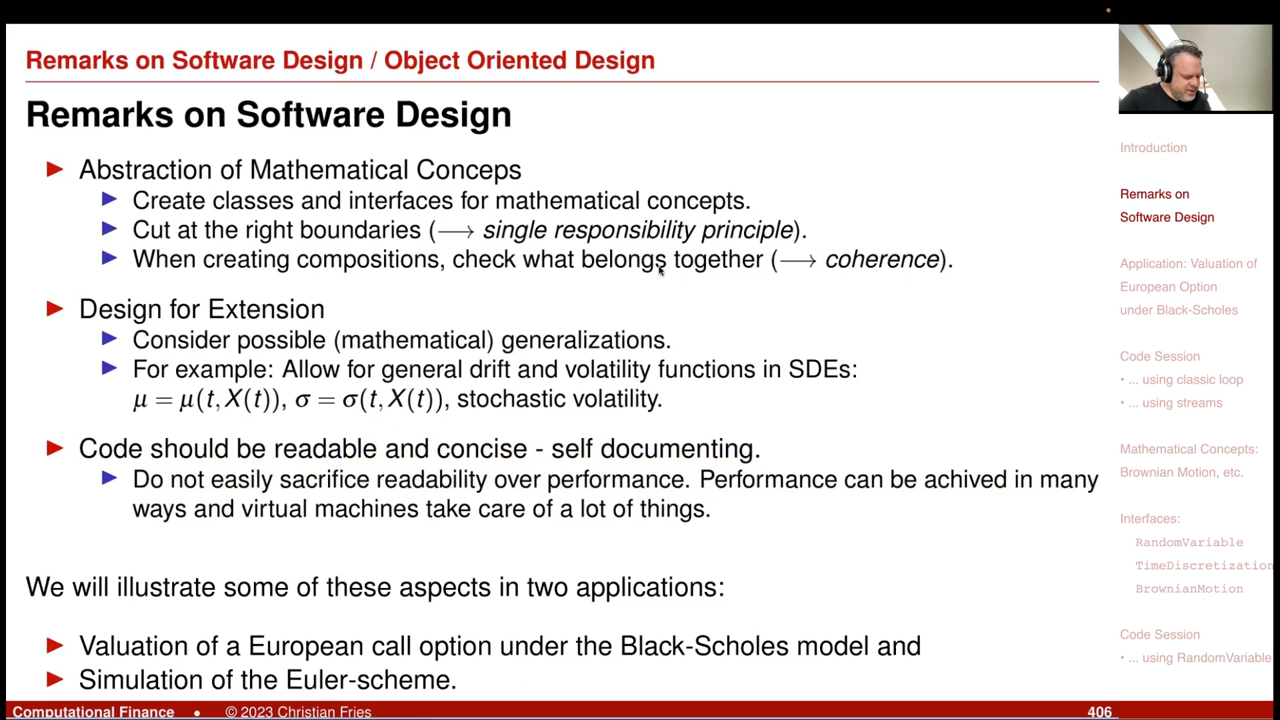 Remarks on Software Design / Object Oriented Design
Remarks on Software Design
Abstraction of Mathematical Conceps
Create classes and interfaces for mathematical concepts.
Cut at the right boundaries (⟶ single responsibility principle).
When creating compositions, check what belongs together (⟶ coherence).
Design for Extension
Consider possible (mathematical) generalizations.
For example: Allow for general drift and volatility functions in SDEs:
μ = μ(t, X(t)), σ = σ(t, X(t)), stochastic volatility.
Code should be readable and concise - self documenting.
Do not easily sacrifice readability over performance. Performance can be achived in many
ways and virtual machines take care of a lot of things.
We will illustrate some of these aspects in two applications:
Valuation of a European call option under the Black-Scholes model and
Simulation of the Euler-scheme.
Introduction
Remarks on
Software Design
Application: Valuation of
European Option
under Black-Scholes
Code Session
• ... using classic loop
• ... using streams
Mathematical Concepts:
Brownian Motion, etc.
Interfaces:
RandomVariable
TimeDiscretization
BrownianMotion
Code Session
• ... using RandomVariable
Computational Finance • © 2023 Christian Fries 406